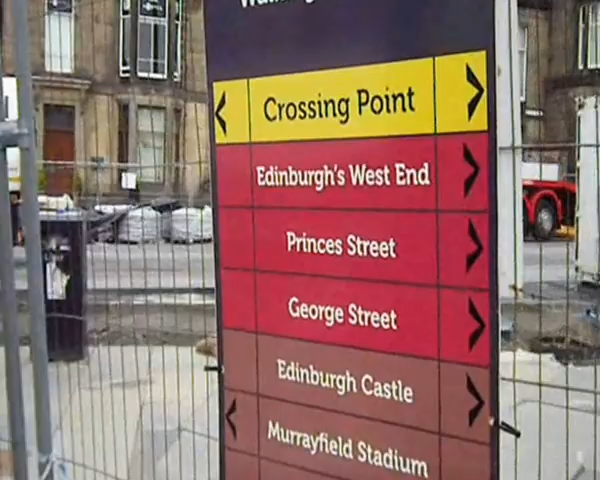 Crossing Point
Edinburgh's West End
Princes Street
George Street
Edinburgh Castle
Murrayfield Stadium